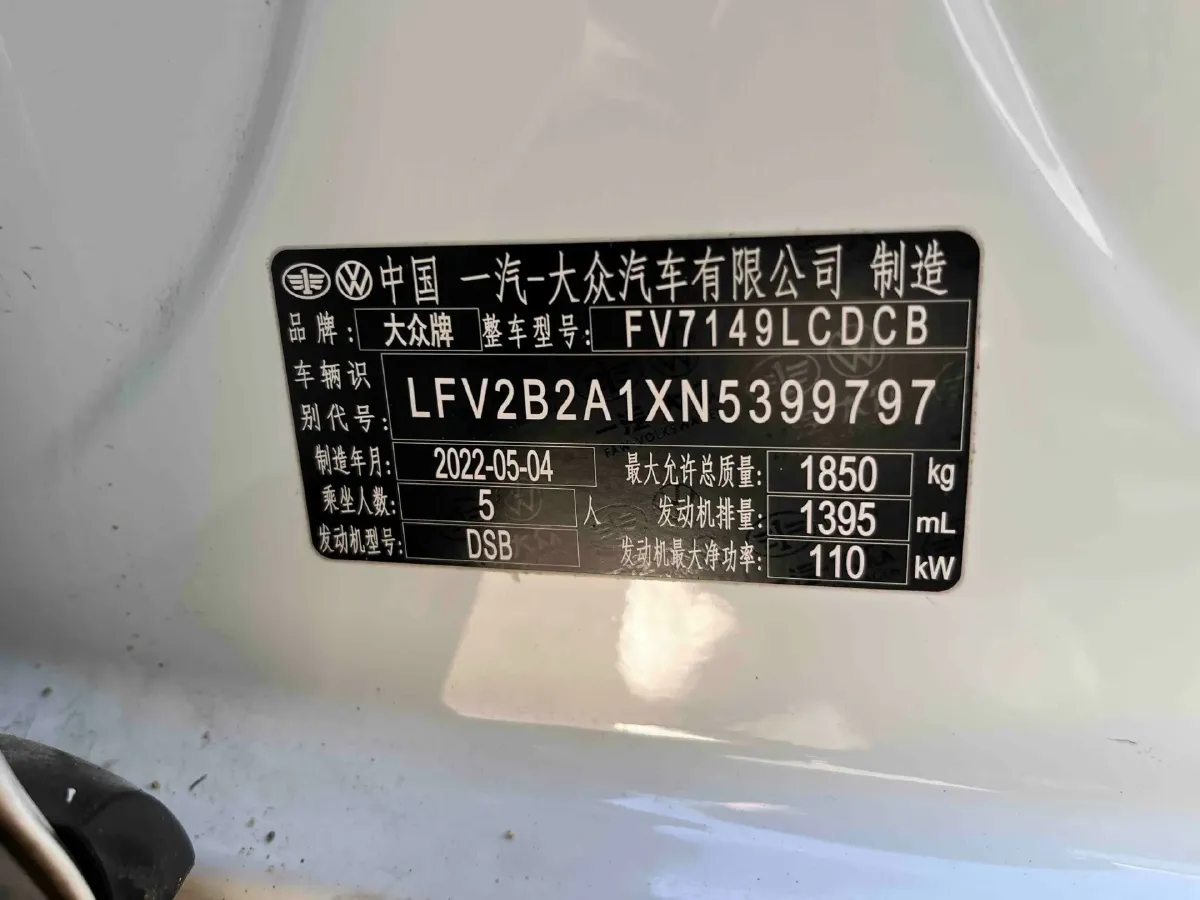 中国 一汽-大众汽车有限公司 制造
品牌: 大众牌 整车型号: FV7149LCDCB
车辆识别代号: LFV2B2A1XN5399797
制造年月: 2022-05-04 最大允许总质量: 1850 kg
乘坐人数: 5 人 发动机排量: 1395 mL
发动机型号: DSB 发动机最大净功率: 110 kW